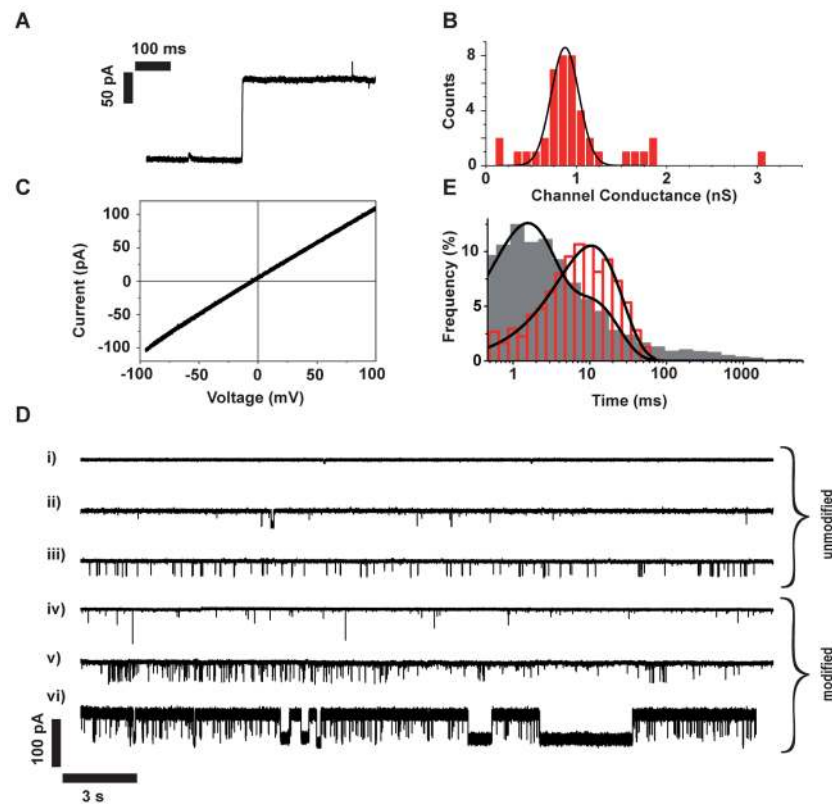 A
100 ms
50 pA
B
8
4
0
Counts
0 1 2 3
Channel Conductance (nS)
C
100
50
0
-50
-100
Current (pA)
-100 -50 0 50 100
Voltage (mV)
E
10
5
0
Frequency (%)
1 10 100 1000
Time (ms)
D
i)
ii)
iii)
unmodified
iv)
v)
vi)
modified
100 pA
3 s